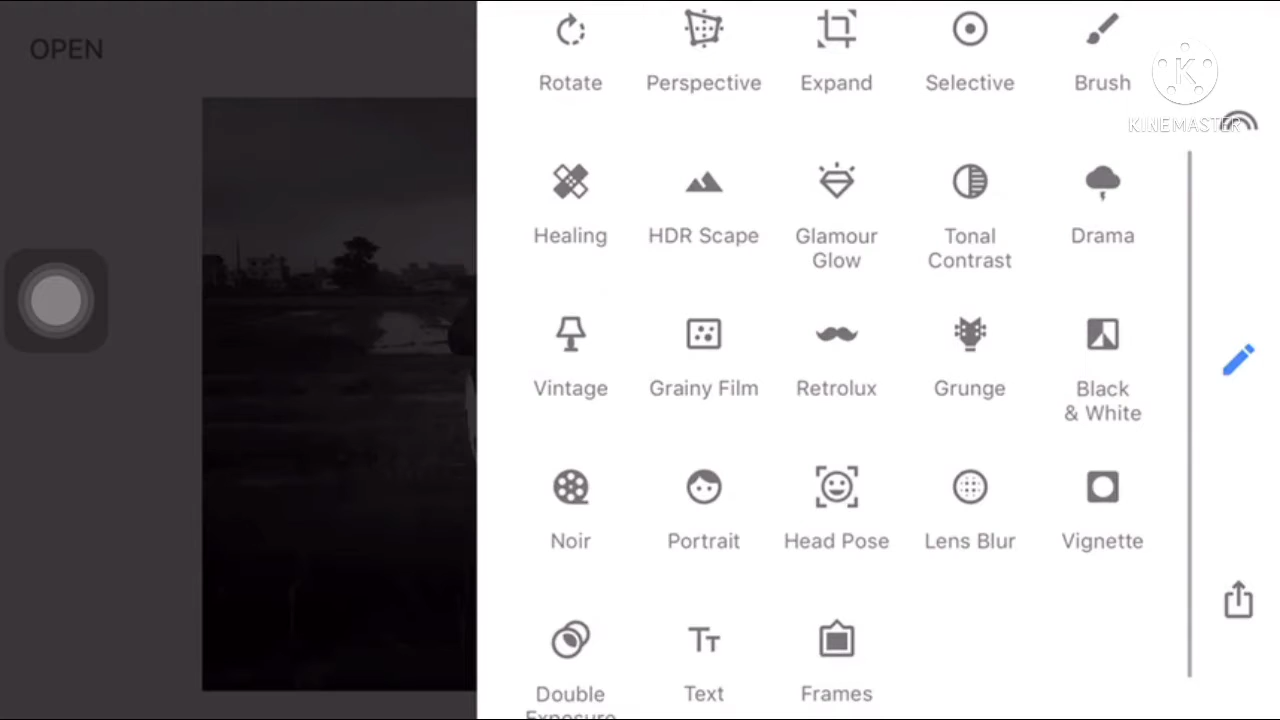 OPEN
Rotate Perspective Expand Selective Brush
KINEMASTER
Healing HDR Scape Glamour Glow Tonal Contrast Drama
Vintage Grainy Film Retrolux Grunge Black & White
Noir Portrait Head Pose Lens Blur Vignette
Double Exposure Text Frames